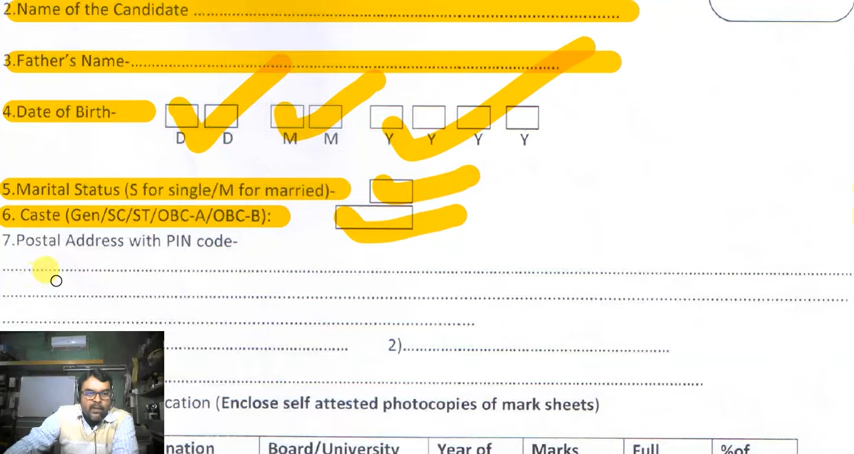 2.Name of the Candidate ........................................................................................
3.Father's Name-........................................................................................
4.Date of Birth-
D D M M Y Y Y Y
5.Marital Status (S for single/M for married)-
6. Caste (Gen/SC/ST/OBC-A/OBC-B):
7.Postal Address with PIN code-
2)
cation (Enclose self attested photocopies of mark sheets)
nation Board/University Year of Marks Full %of